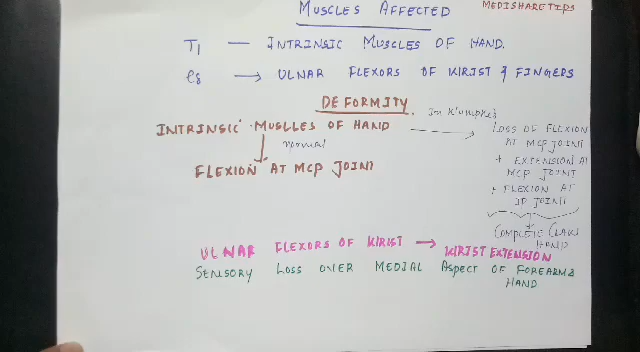 MUSCLES AFFECTED
MEDISHARETIPS
T1 — INTRINSIC MUSCLES OF HAND.
C8 → ULNAR FLEXORS OF WRIST & FINGERS
DEFORMITY.
In Klumpke's
INTRINSIC MUSCLES OF HAND
normal
FLEXION AT MCP JOINT
LOSS OF FLEXION
AT MCP JOINT
+ EXTENSION AT
MCP JOINT
+ FLEXION AT
IP JOINT
COMPLETE CLAW
HAND
ULNAR FLEXORS OF WRIST → WRIST EXTENSION
SENSORY LOSS OVER MEDIAL ASPECT OF FOREARM &
HAND